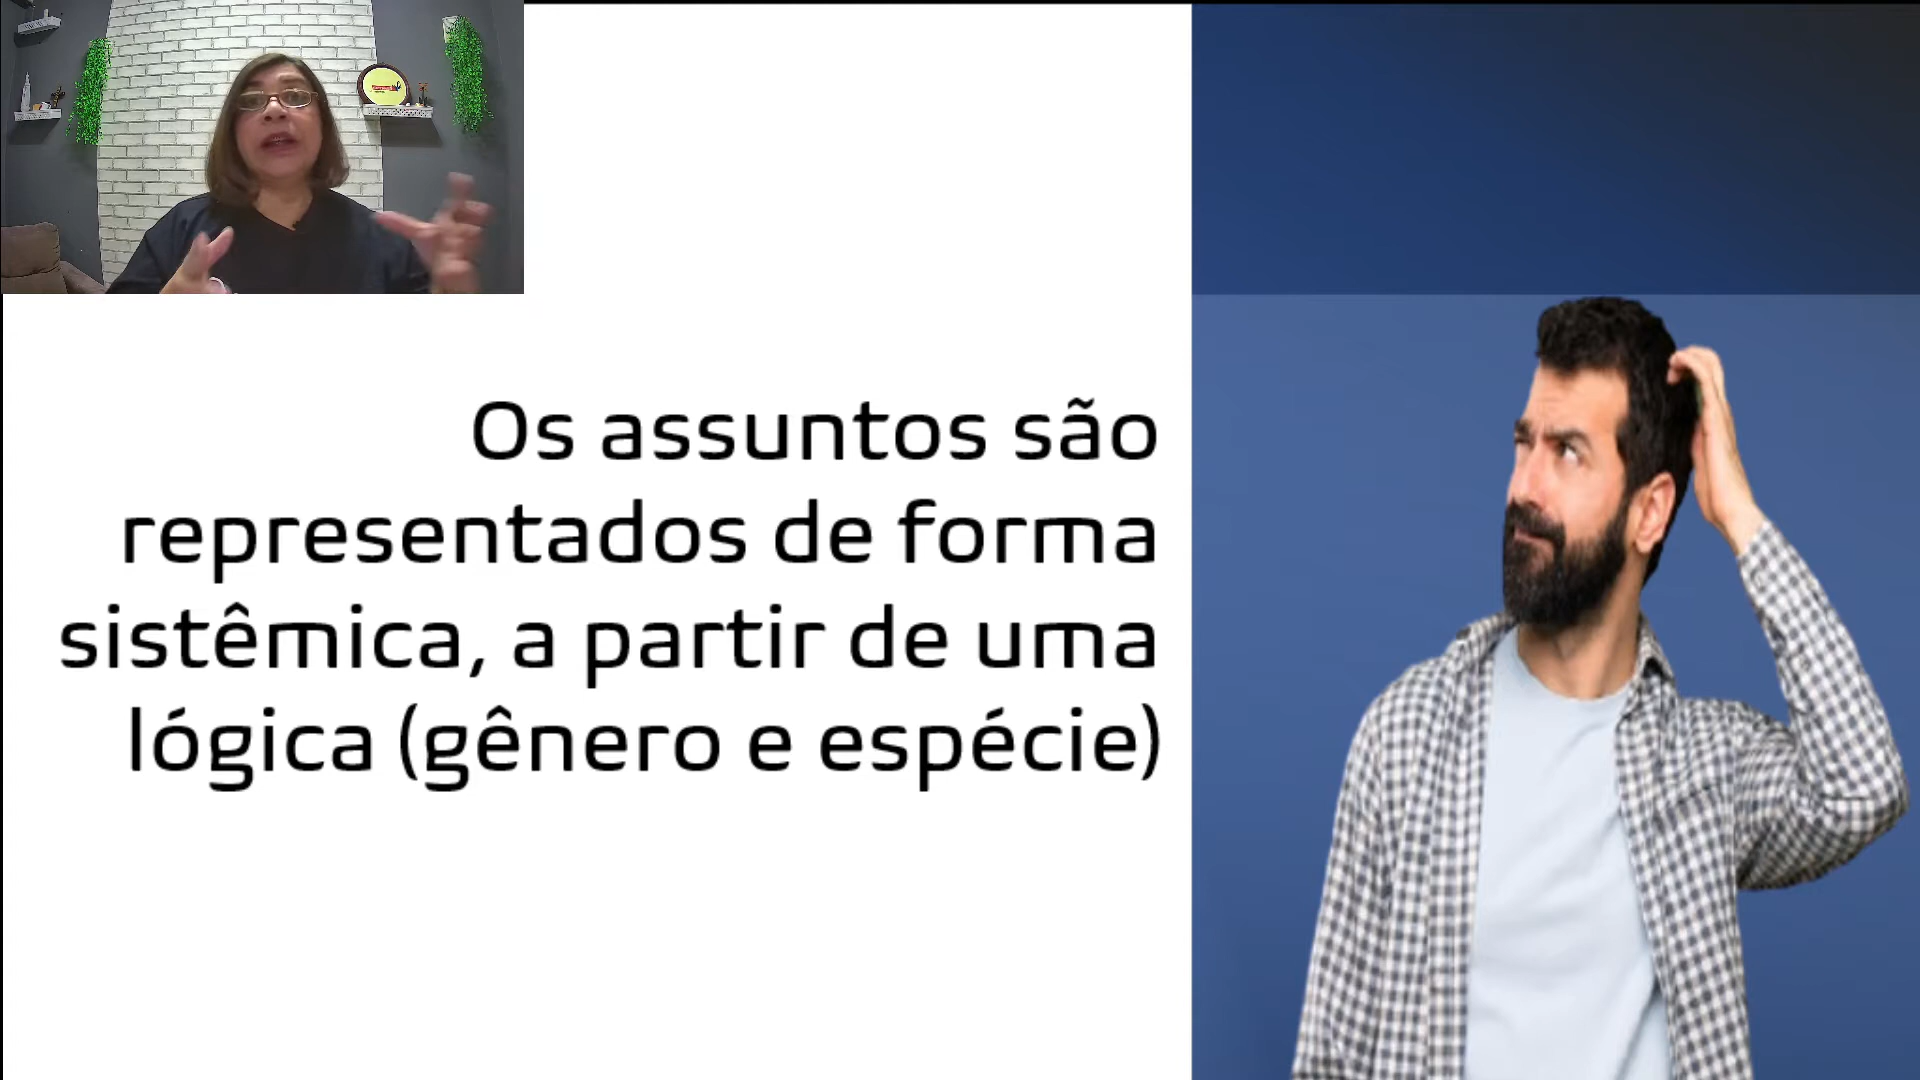 Os assuntos são
representados de forma
sistêmica, a partir de uma
lógica (gênero e espécie)